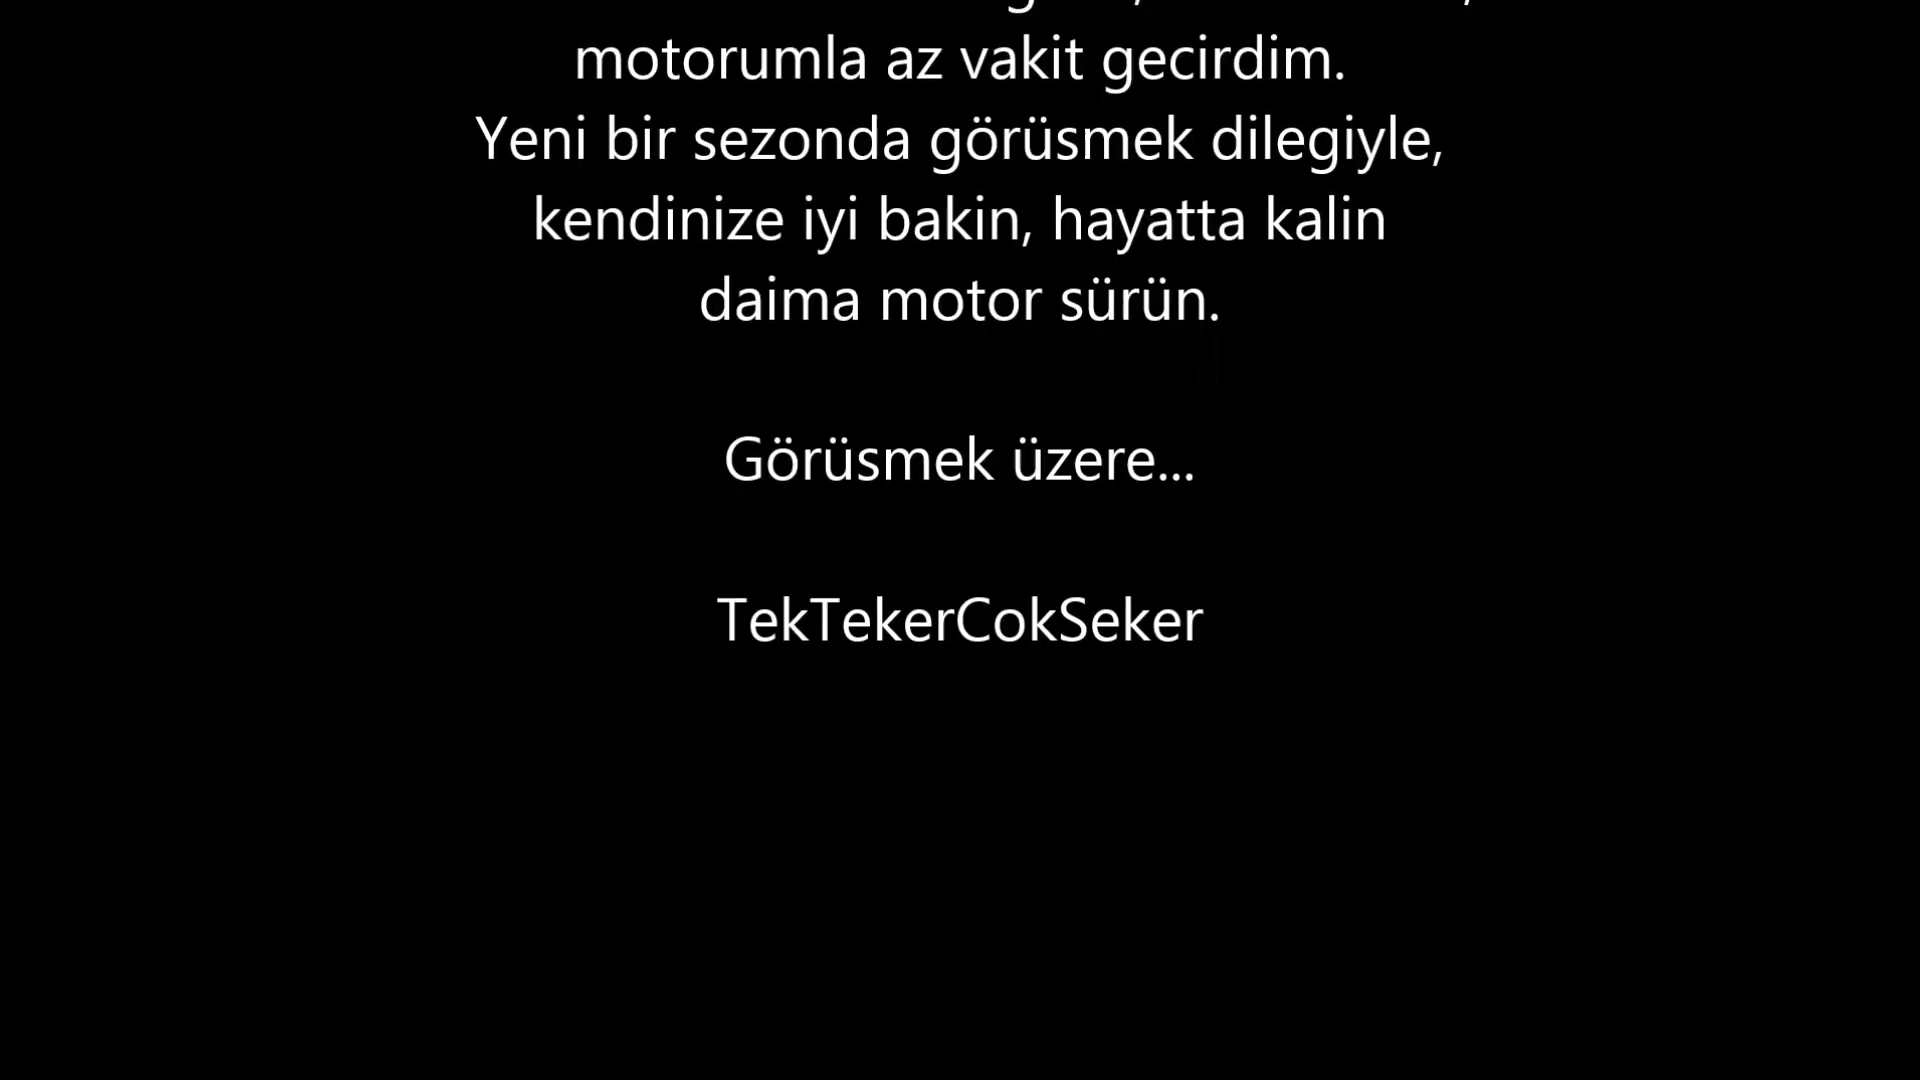 motorumla az vakit gecirdim.
Yeni bir sezonda görüsmek dilegiyle,
kendinize iyi bakin, hayatta kalin
daima motor sürün.
Görüsmek üzere...
TekTekerCokSeker